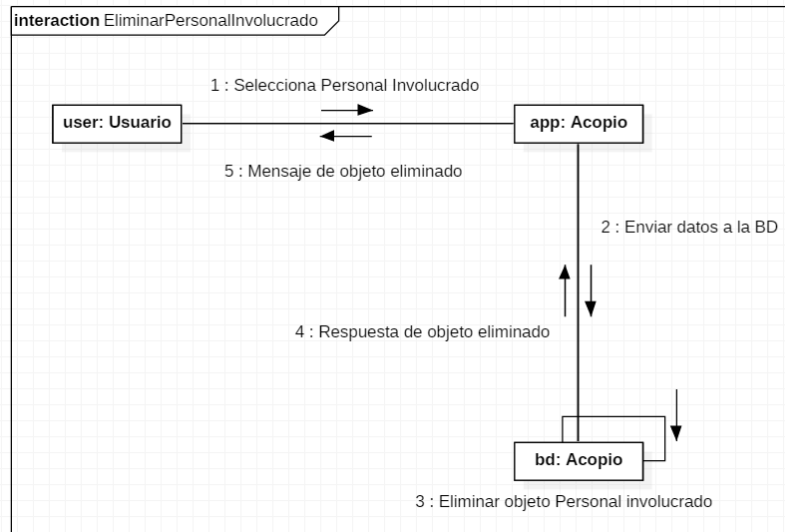 interaction EliminarPersonalInvolucrado
1 : Selecciona Personal Involucrado
user: Usuario
app: Acopio
5 : Mensaje de objeto eliminado
2 : Enviar datos a la BD
4 : Respuesta de objeto eliminado
bd: Acopio
3 : Eliminar objeto Personal involucrado